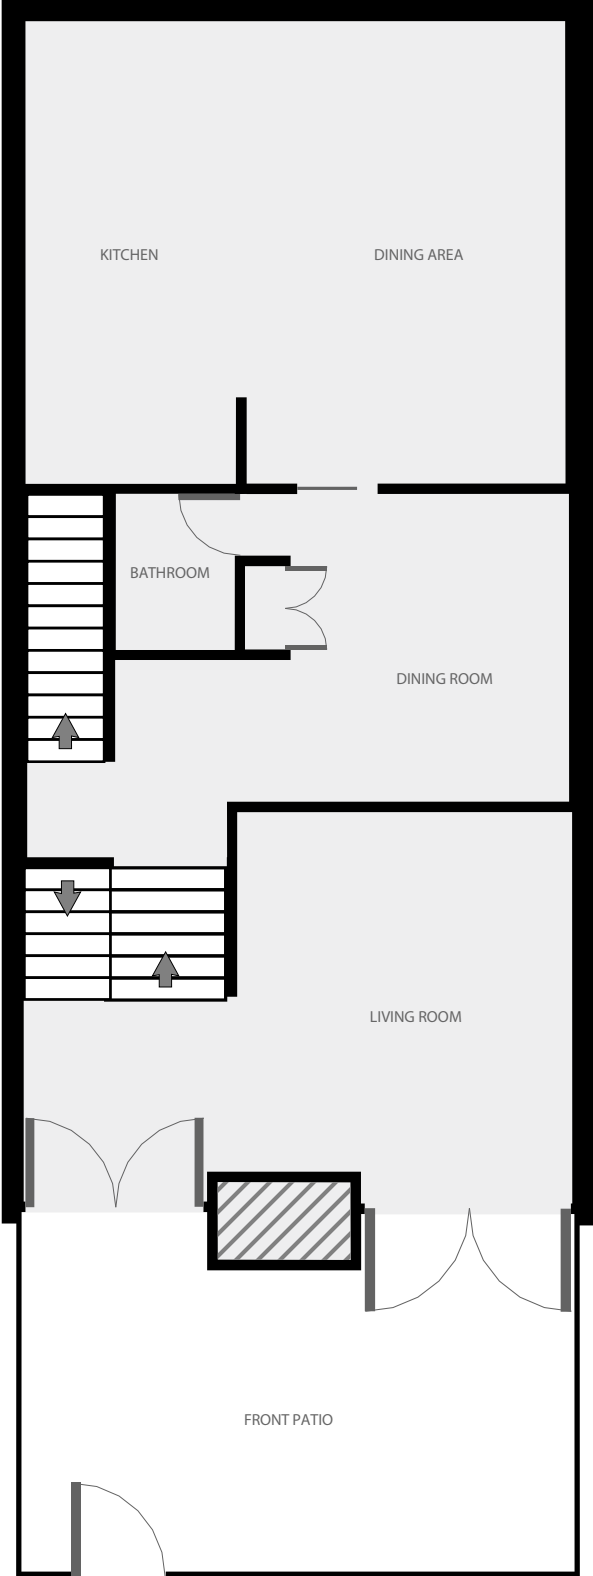 KITCHEN
DINING AREA
BATHROOM
DINING ROOM
LIVING ROOM
FRONT PATIO